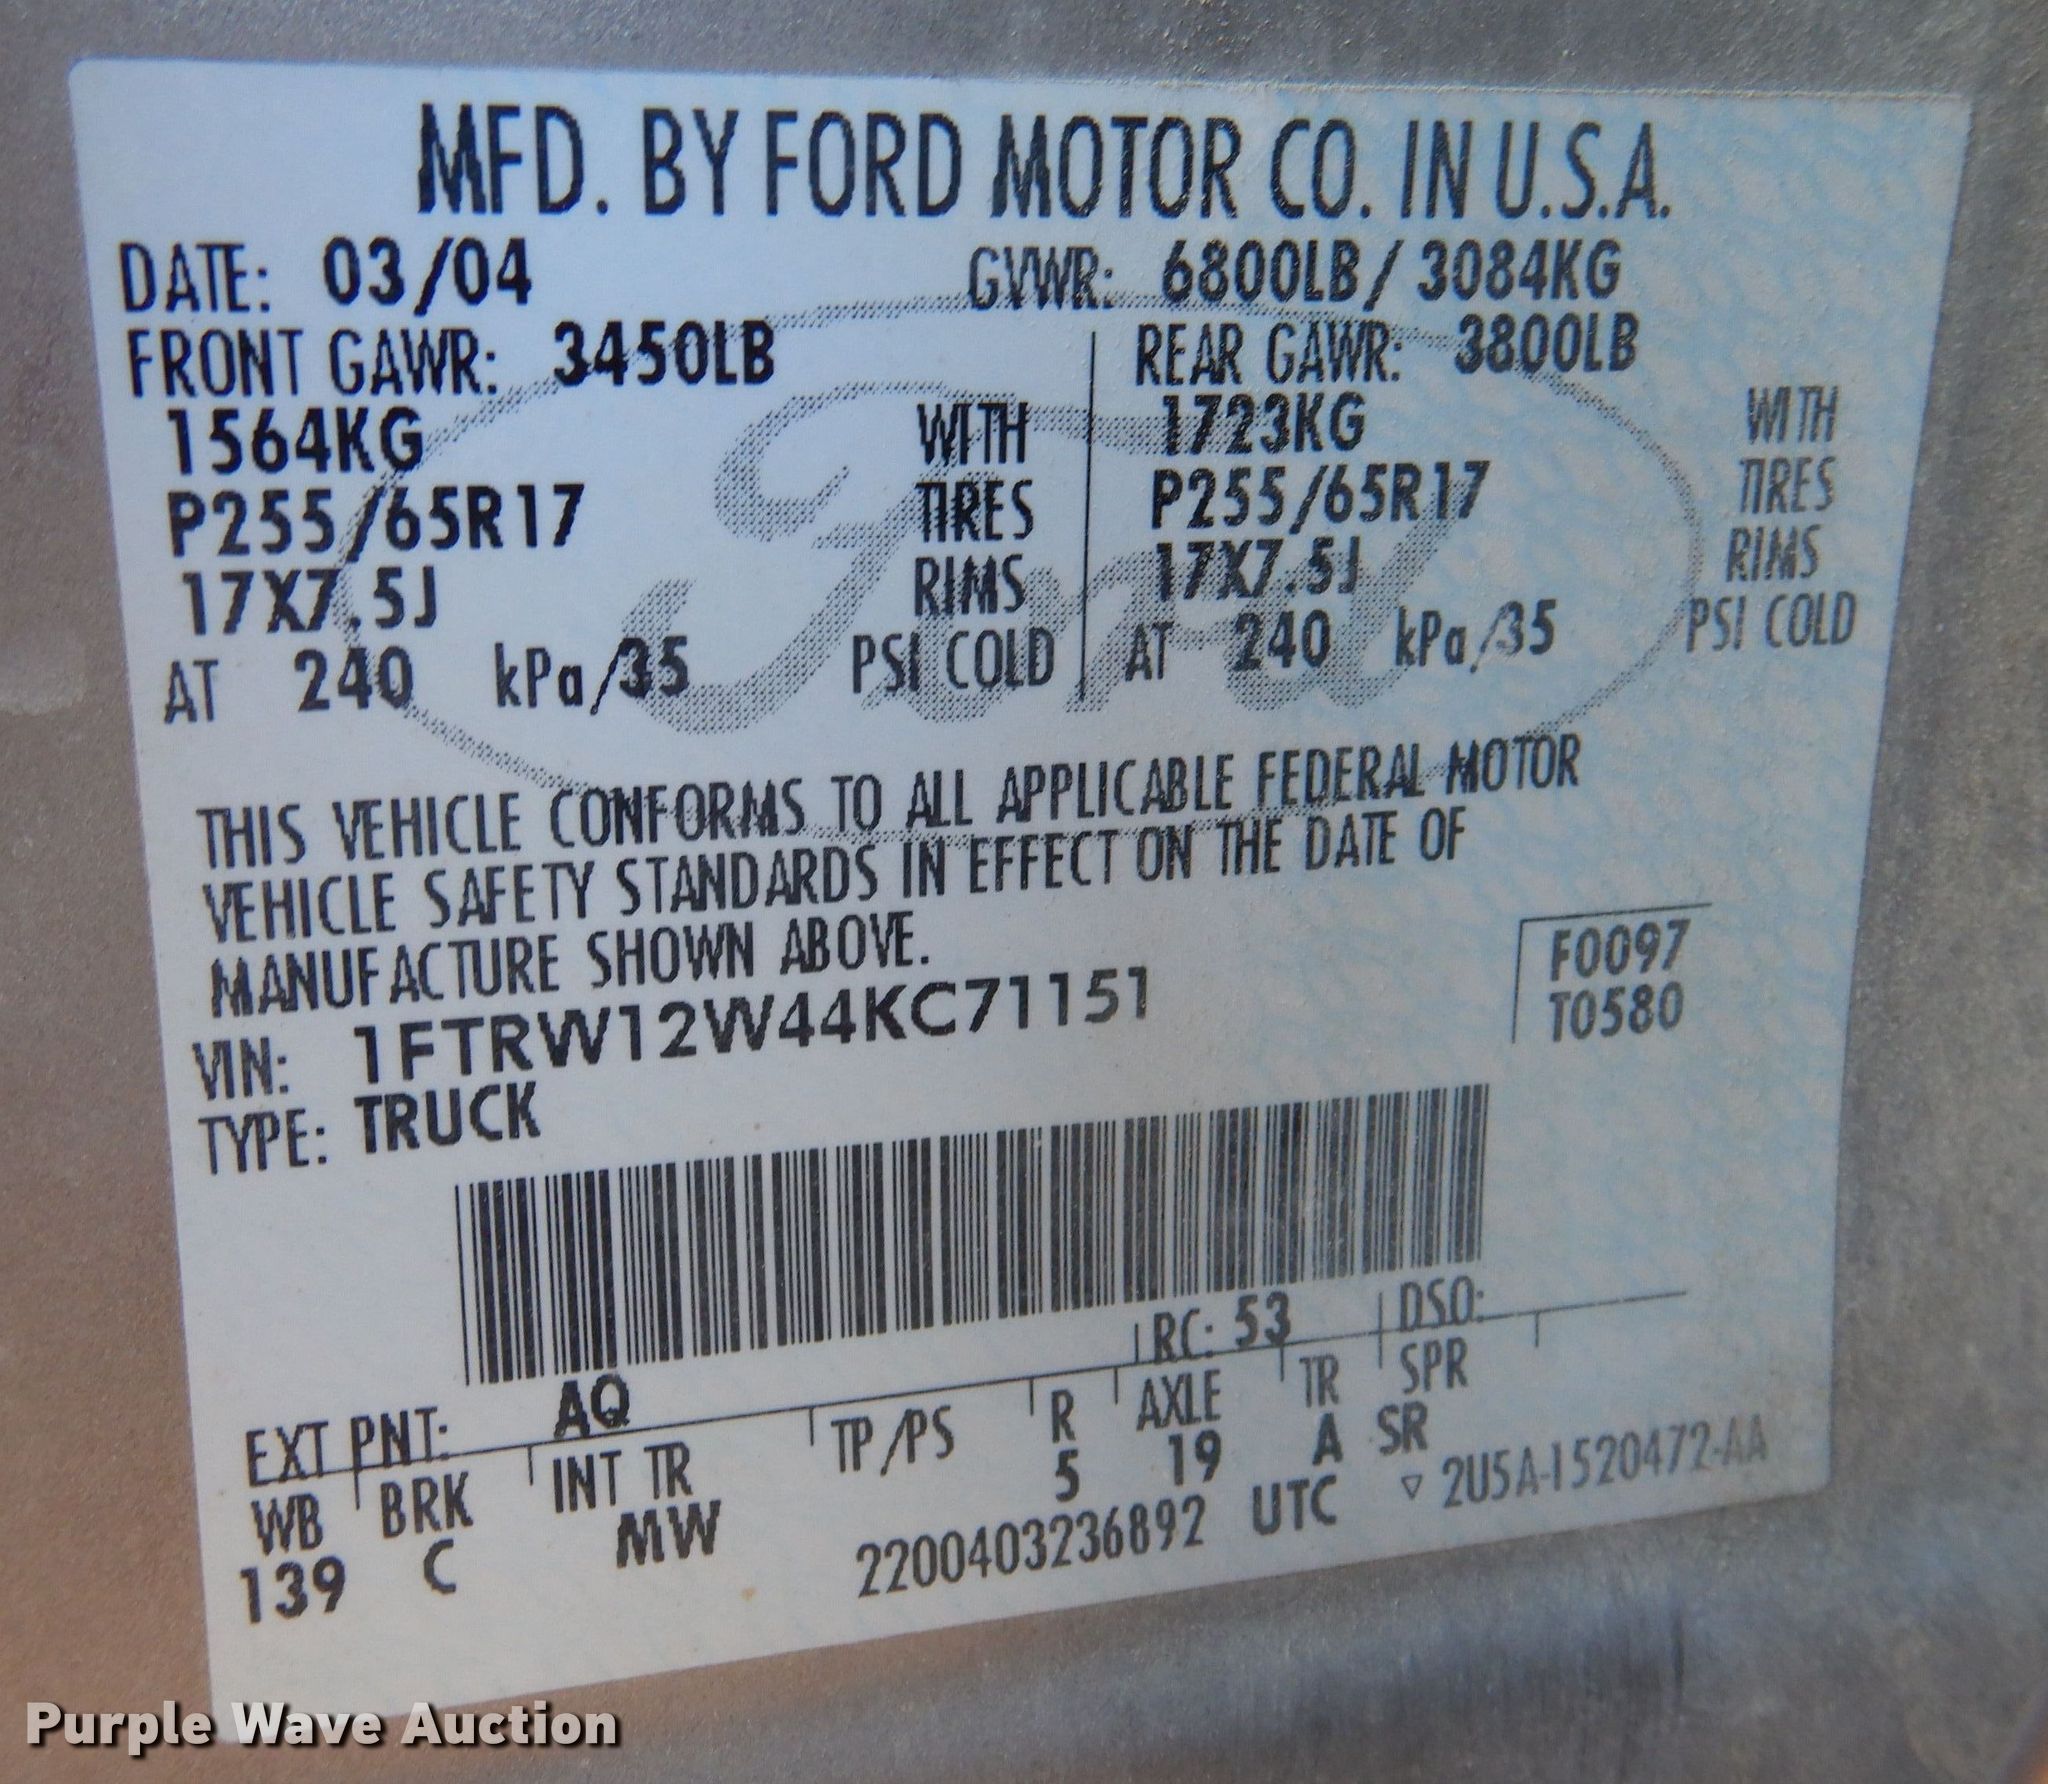 MFD. BY FORD MOTOR CO. IN U.S.A.
DATE: 03/04 GVWR: 6800LB/3084KG
FRONT GAWR: 3450LB REAR GAWR: 3800LB
1564KG WITH 1723KG WITH
P255/65R17 TIRES P255/65R17 TIRES
17X7.5J RIMS 17X7.5J RIMS
AT 240 kPa/35 PSI COLD AT 240 kPa/35 PSI COLD
Ford
THIS VEHICLE CONFORMS TO ALL APPLICABLE FEDERAL MOTOR
VEHICLE SAFETY STANDARDS IN EFFECT ON THE DATE OF
MANUFACTURE SHOWN ABOVE.
F0097
VIN: 1FTRW12W44KC71151 T0580
TYPE: TRUCK
RC: 53 DSO:
EXT PNT: AQ
WB BRK INT TR TP/PS R AXLE TR SPR
139 C MW 5 19 A SR
2200403236892 UTC ▽ 2U5A-1520472-AA
Purple Wave Auction